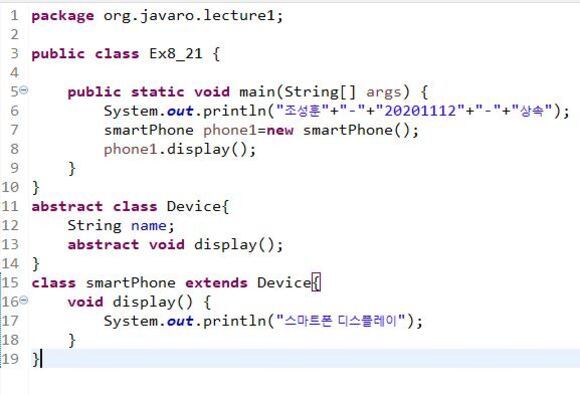 1 package org.javaro.lecture1;
2
3 public class Ex8_21 {
4
5 public static void main(String[] args) {
6 System.out.println("조성훈"+"-"+"20201112"+"-"+"상속");
7 smartPhone phone1=new smartPhone();
8 phone1.display();
9 }
10 }
11 abstract class Device{
12 String name;
13 abstract void display();
14 }
15 class smartPhone extends Device{
16 void display() {
17 System.out.println("스마트폰 디스플레이");
18 }
19 }